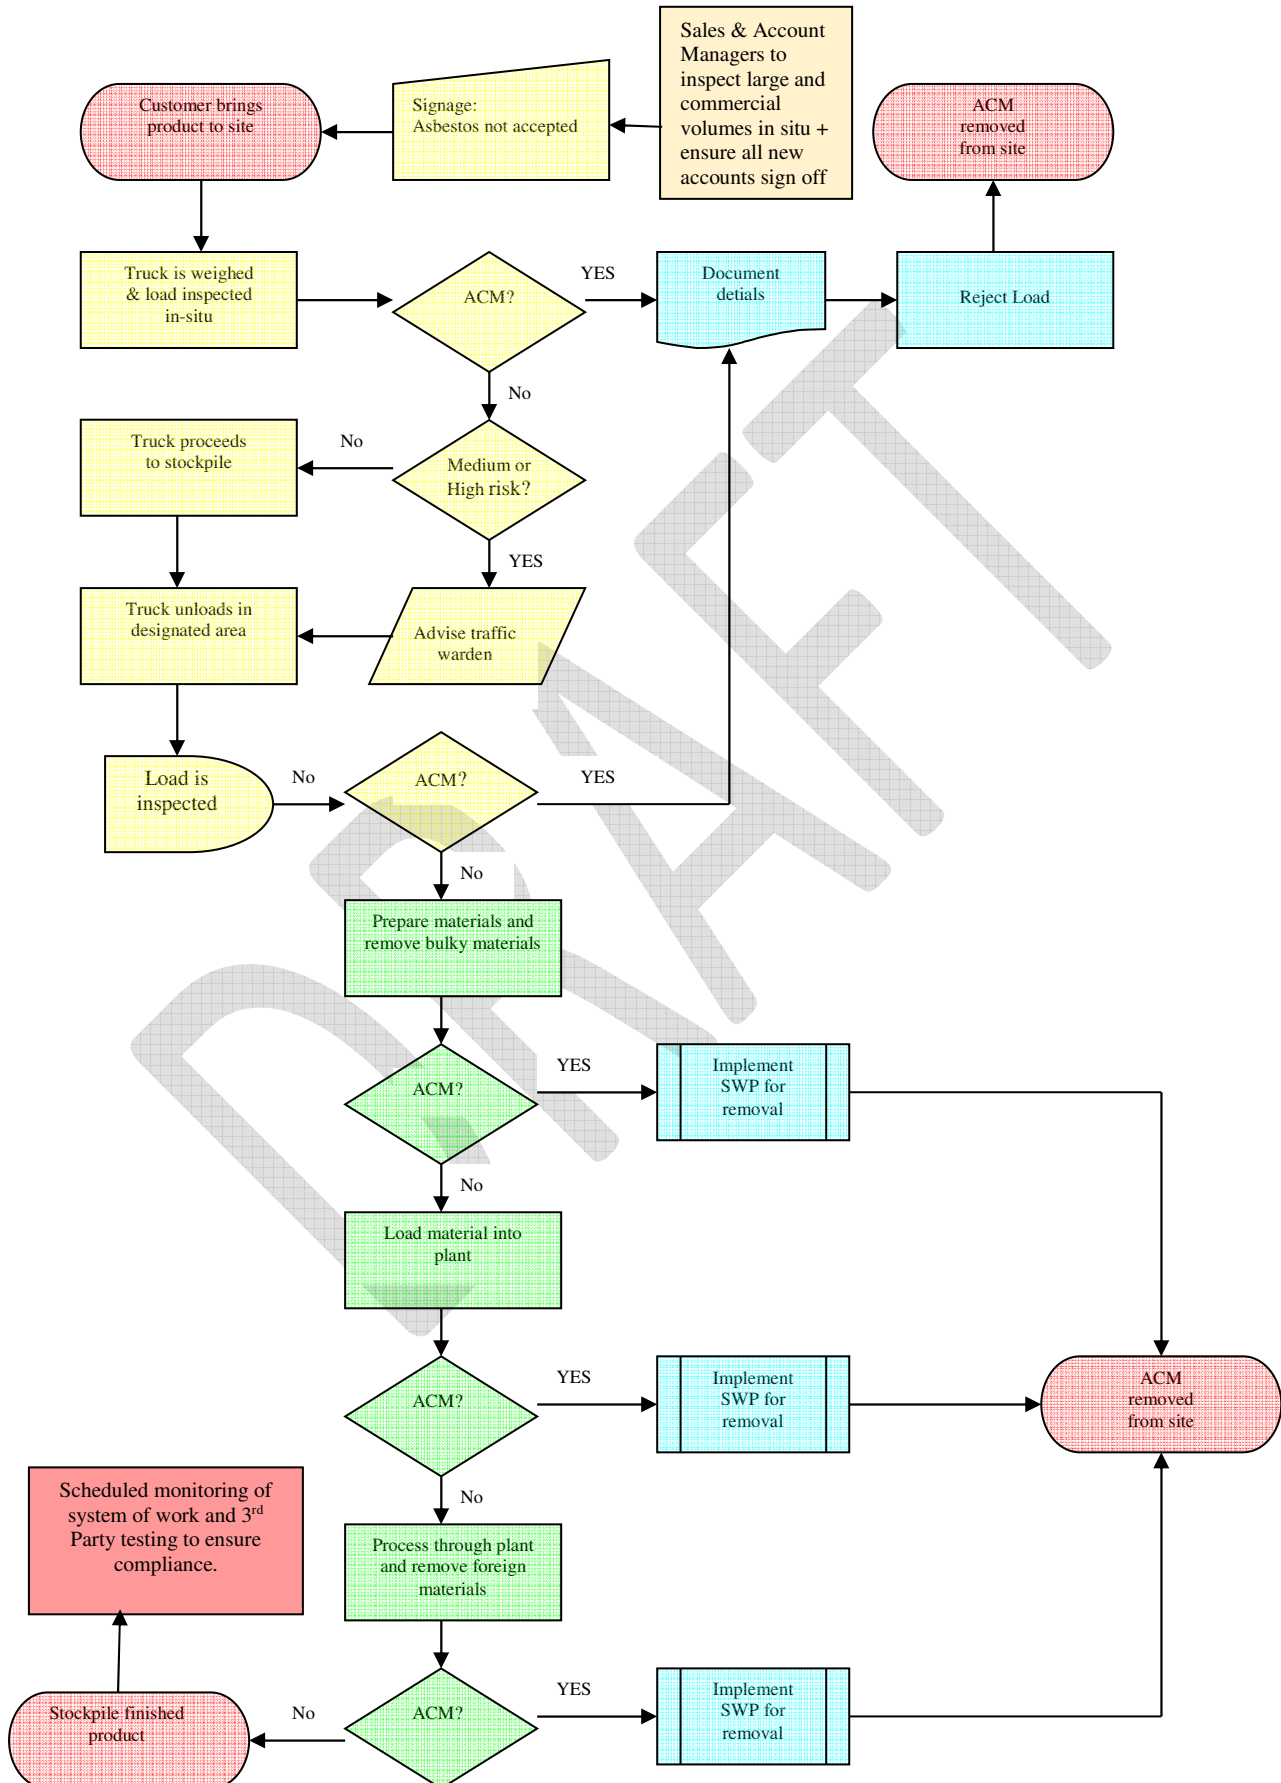 Sales & Account
Managers to
inspect large and
commercial
volumes in situ +
ensure all new
accounts sign off
Signage:
Asbestos not accepted
Customer brings
product to site
ACM
removed
from site
Truck is weighed
& load inspected
in-situ
ACM?
YES
Document
detials
Reject Load
No
Truck proceeds
to stockpile
No
Medium or
High risk?
YES
Truck unloads in
designated area
Advise traffic
warden
Load is
inspected
No
ACM?
YES
No
Prepare materials and
remove bulky materials
ACM?
YES
Implement
SWP for
removal
No
Load material into
plant
ACM?
YES
Implement
SWP for
removal
ACM
removed
from site
No
Scheduled monitoring of
system of work and 3rd
Party testing to ensure
compliance.
Process through plant
and remove foreign
materials
Stockpile finished
product
No
ACM?
YES
Implement
SWP for
removal
DRAFT